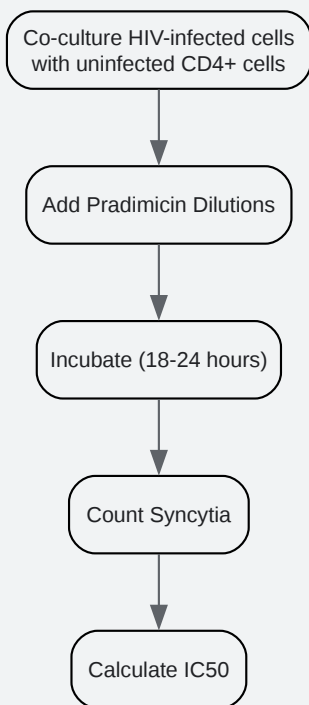 Co-culture HIV-infected cells
with uninfected CD4+ cells
Add Pradimicin Dilutions
Incubate (18-24 hours)
Count Syncytia
Calculate IC50